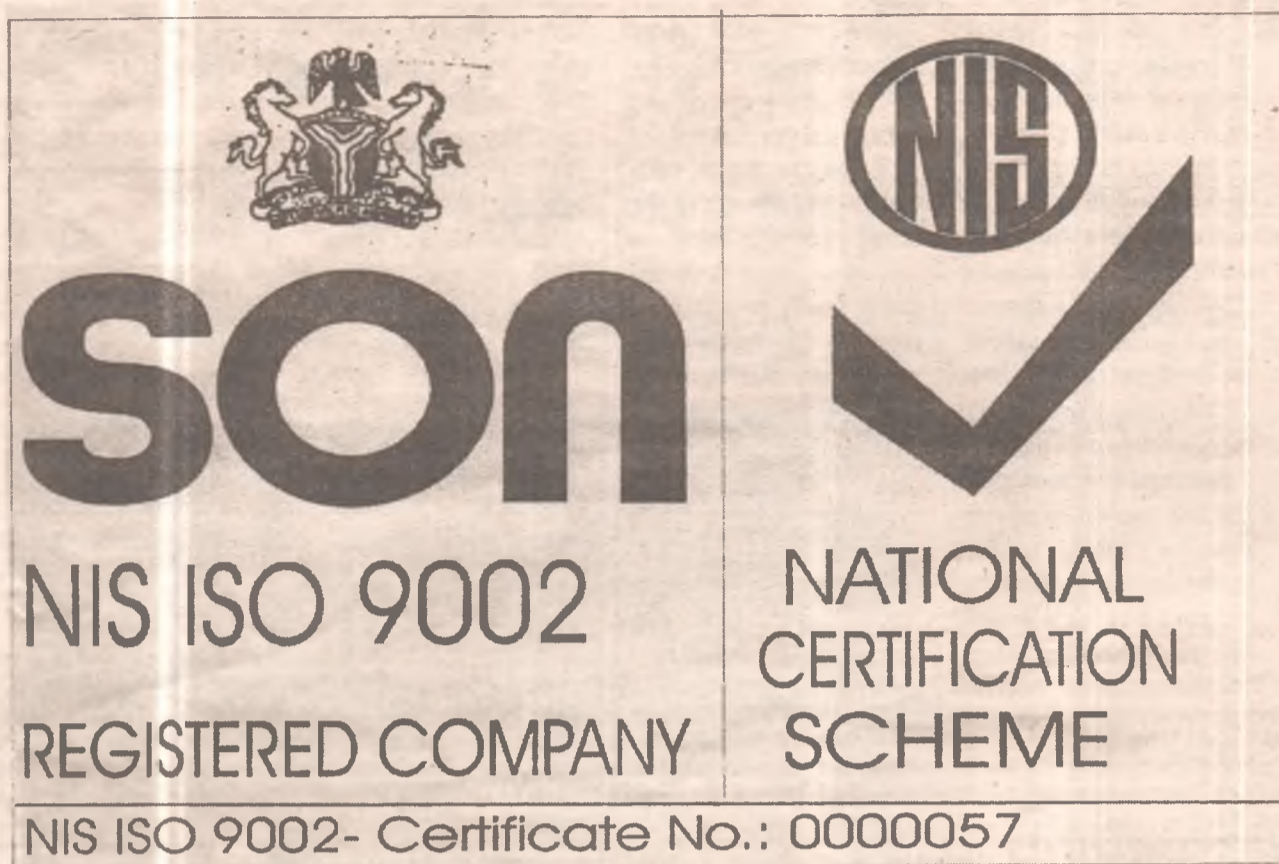 son
NIS ISO 9002
REGISTERED COMPANY
NIS
NATIONAL
CERTIFICATION
SCHEME
NIS ISO 9002- Certificate No.: 0000057